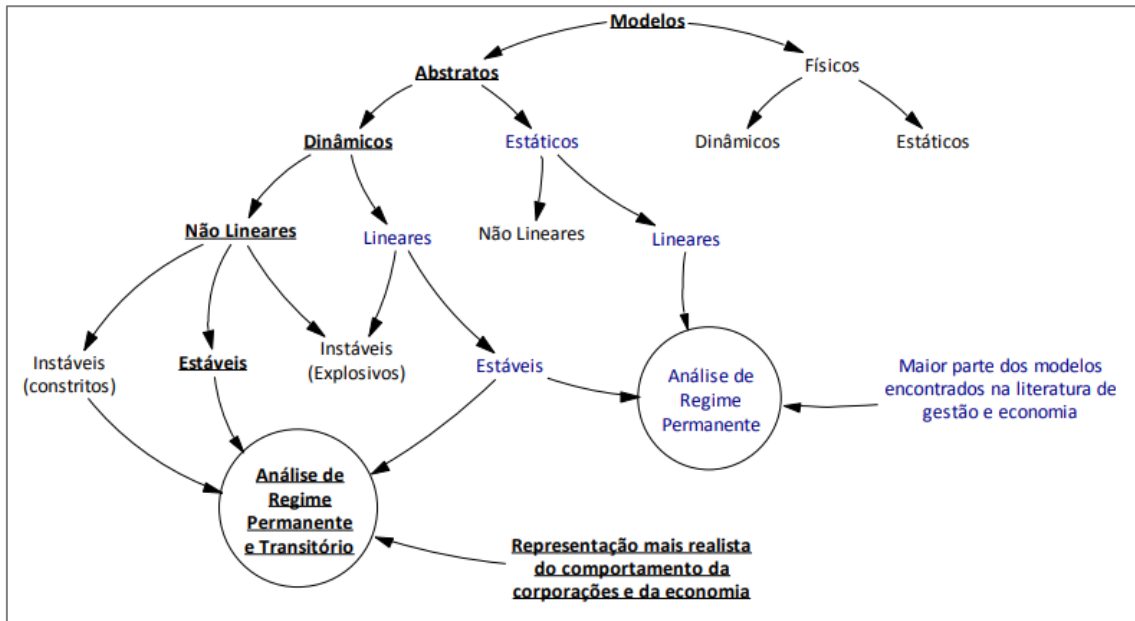 Modelos
Abstratos
Físicos
Dinâmicos
Estáticos
Dinâmicos
Estáticos
Não Lineares
Lineares
Não Lineares
Lineares
Instáveis
(constritos)
Estáveis
Instáveis
(Explosivos)
Estáveis
Análise de
Regime
Permanente
Maior parte dos modelos
encontrados na literatura de
gestão e economia
Análise de
Regime
Permanente
e Transitório
Representação mais realista
do comportamento da
corporações e da economia